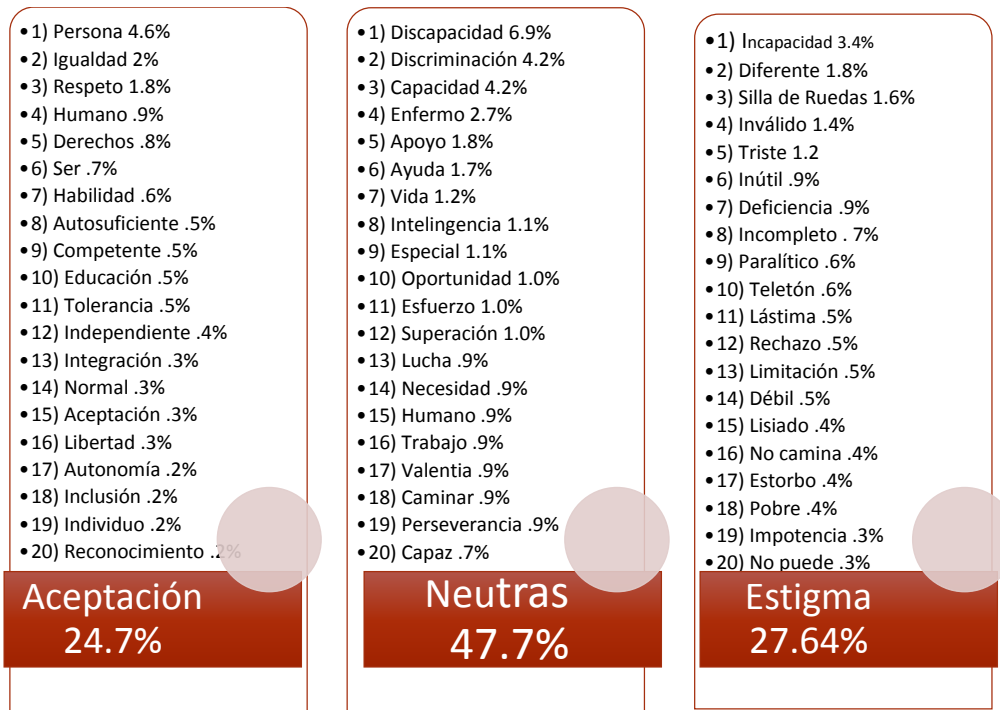 •1) Persona 4.6%
•2) Igualdad 2%
•3) Respeto 1.8%
•4) Humano .9%
•5) Derechos .8%
•6) Ser .7%
•7) Habilidad .6%
•8) Autosuficiente .5%
•9) Competente .5%
•10) Educación .5%
•11) Tolerancia .5%
•12) Independiente .4%
•13) Integración .3%
•14) Normal .3%
•15) Aceptación .3%
•16) Libertad .3%
•17) Autonomía .2%
•18) Inclusión .2%
•19) Individuo .2%
•20) Reconocimiento .2%
Aceptación
24.7%
•1) Discapacidad 6.9%
•2) Discriminación 4.2%
•3) Capacidad 4.2%
•4) Enfermo 2.7%
•5) Apoyo 1.8%
•6) Ayuda 1.7%
•7) Vida 1.2%
•8) Intelingencia 1.1%
•9) Especial 1.1%
•10) Oportunidad 1.0%
•11) Esfuerzo 1.0%
•12) Superación 1.0%
•13) Lucha .9%
•14) Necesidad .9%
•15) Humano .9%
•16) Trabajo .9%
•17) Valentia .9%
•18) Caminar .9%
•19) Perseverancia .9%
•20) Capaz .7%
Neutras
47.7%
•1) Incapacidad 3.4%
•2) Diferente 1.8%
•3) Silla de Ruedas 1.6%
•4) Inválido 1.4%
•5) Triste 1.2
•6) Inútil .9%
•7) Deficiencia .9%
•8) Incompleto . 7%
•9) Paralítico .6%
•10) Teletón .6%
•11) Lástima .5%
•12) Rechazo .5%
•13) Limitación .5%
•14) Débil .5%
•15) Lisiado .4%
•16) No camina .4%
•17) Estorbo .4%
•18) Pobre .4%
•19) Impotencia .3%
•20) No puede .3%
Estigma
27.64%